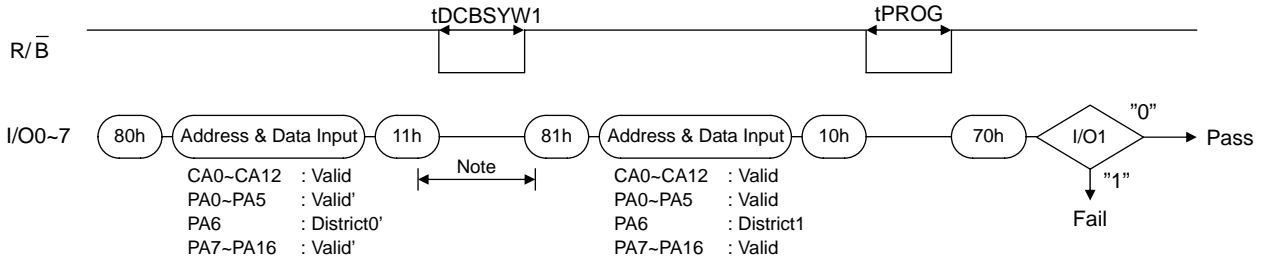 tDCBSYW1
tPROG
R/B̅
I/O0~7
80h
Address & Data Input
11h
81h
Address & Data Input
10h
70h
I/O1
"0"
Pass
"1"
Fail
Note
CA0~CA12 : Valid
PA0~PA5 : Valid'
PA6 : District0'
PA7~PA16 : Valid'
CA0~CA12 : Valid
PA0~PA5 : Valid
PA6 : District1
PA7~PA16 : Valid